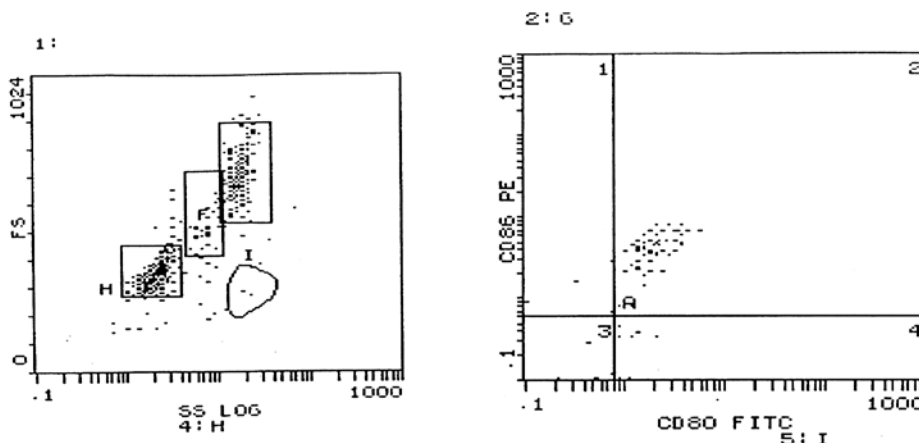 1:
1024
FS
0
H
G
F
I
.1
1000
SS LOG
4: H
2: G
1000
CD86 PE
1
1
2
3
4
A
.1
1000
CD80 FITC
5: I